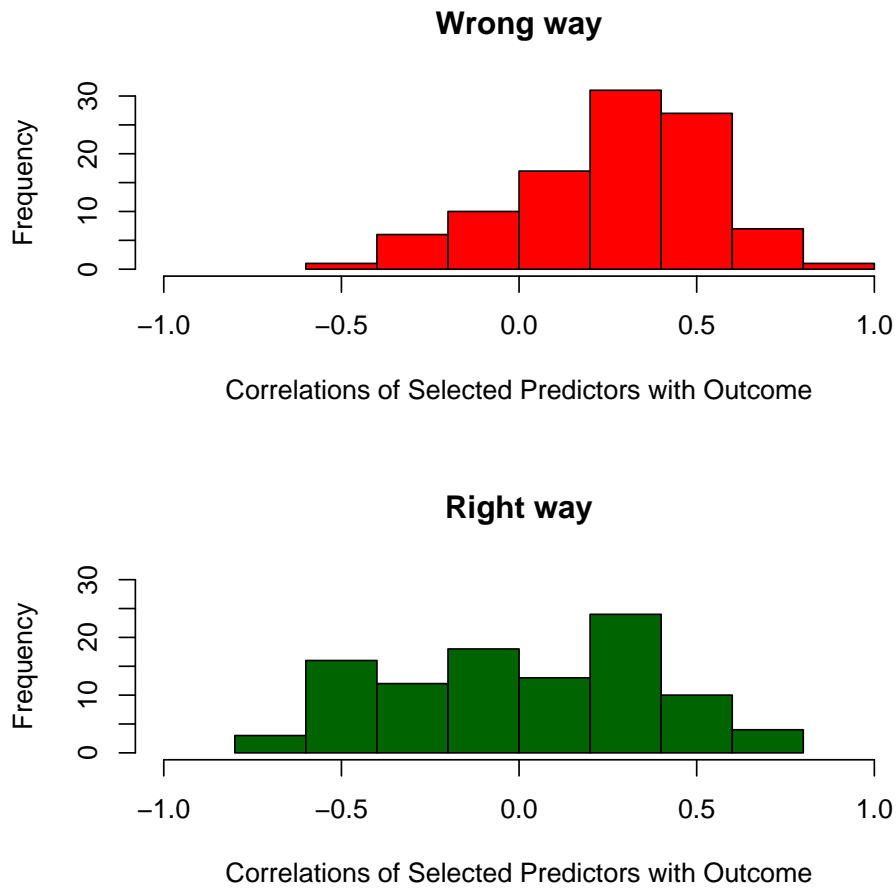 Wrong way
Frequency
30
20
10
0
−1.0 −0.5 0.0 0.5 1.0
Correlations of Selected Predictors with Outcome
Right way
Frequency
30
20
10
0
−1.0 −0.5 0.0 0.5 1.0
Correlations of Selected Predictors with Outcome